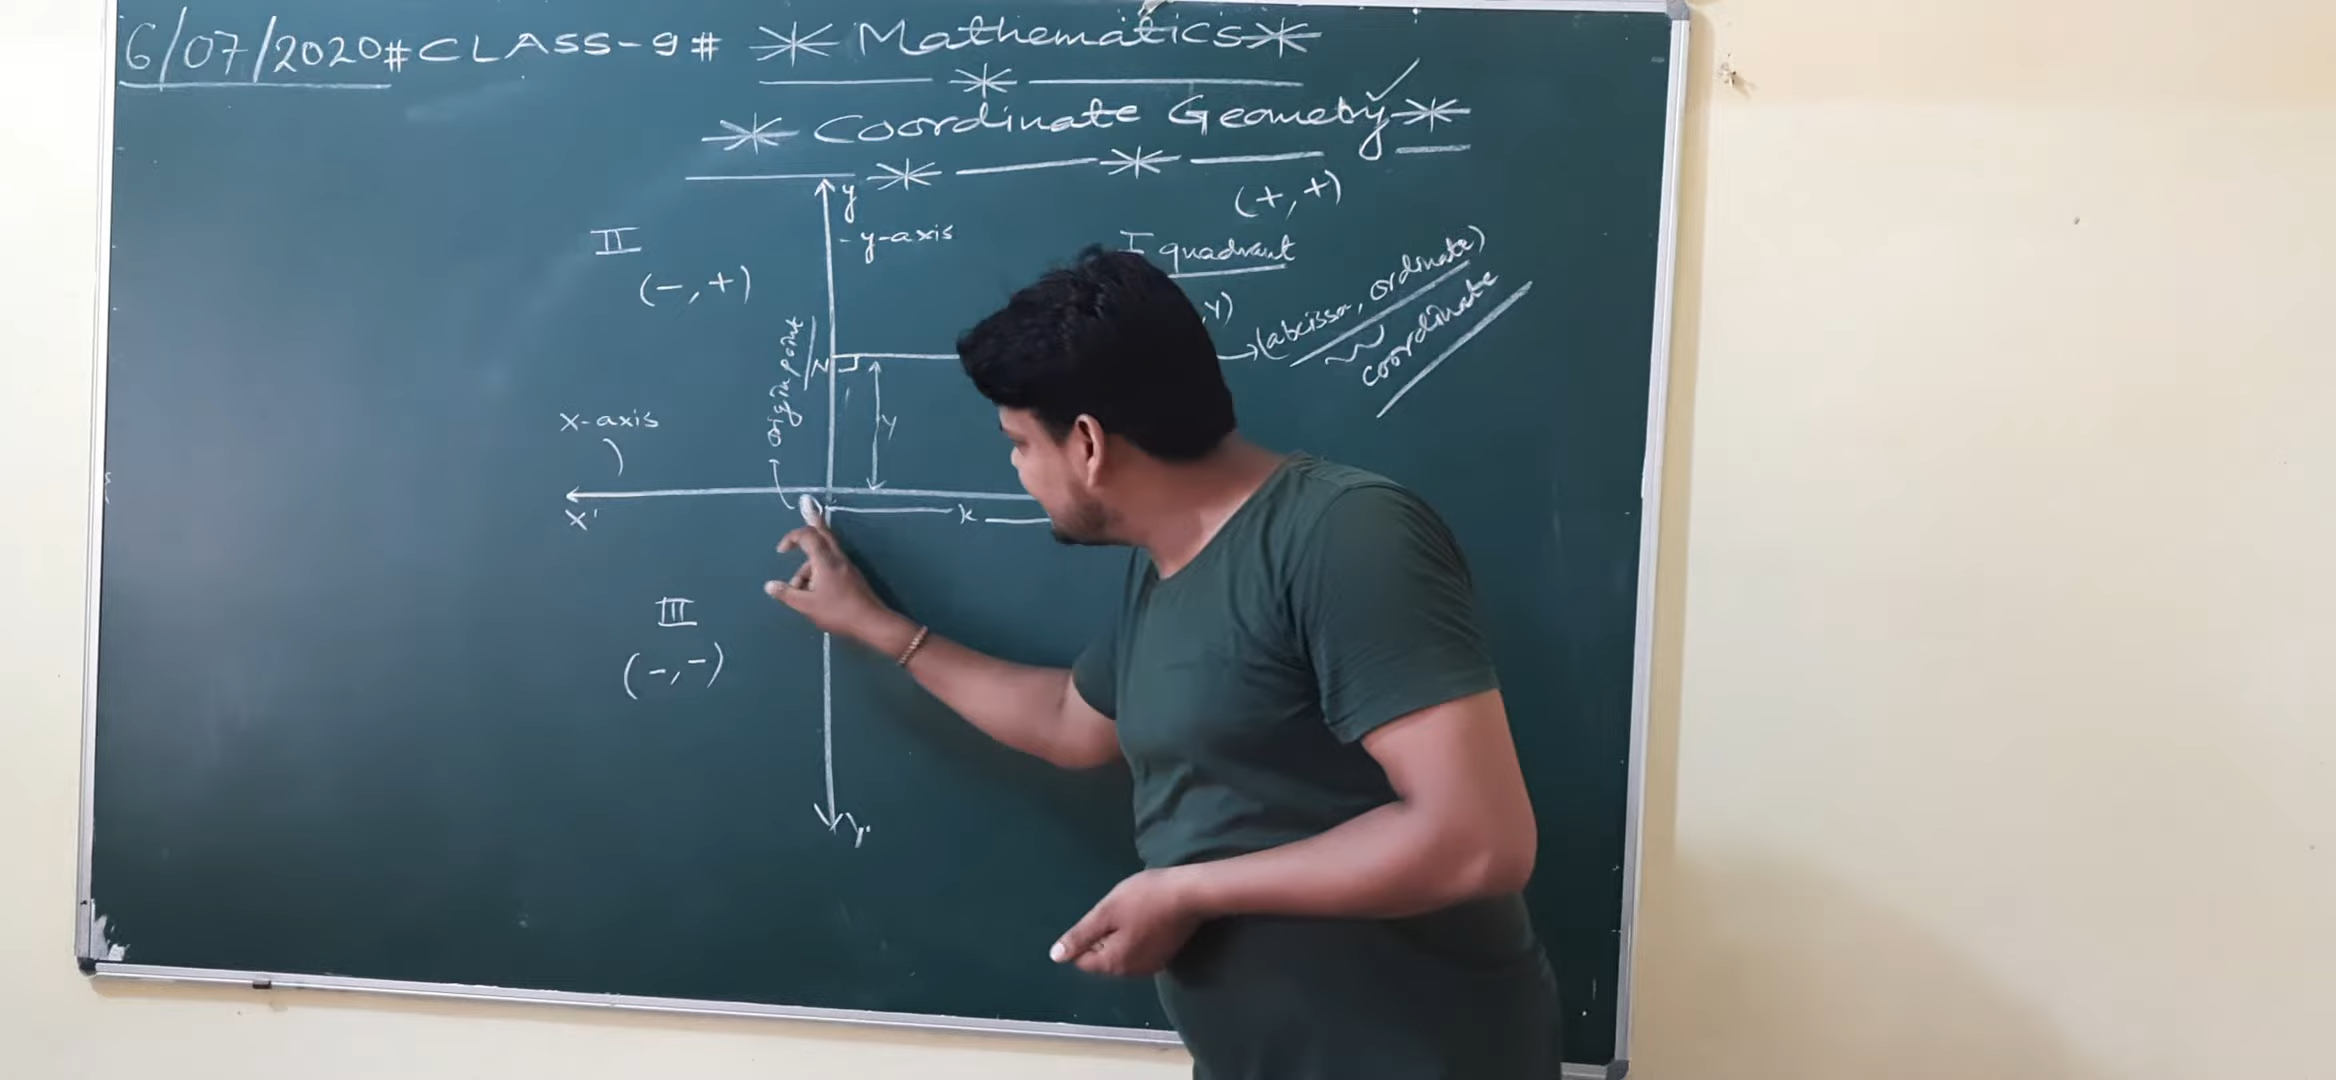 6/07/2020#CLASS-9# * Mathematics*
* Coordinate Geometry *
y
(+,+)
II
-y-axis
I quadrant
(-,+)
,Y)
(abcissa, ordinate)
coordinate
origin point
N
Y
X-axis
X'
x
III
(-,-)
Y'